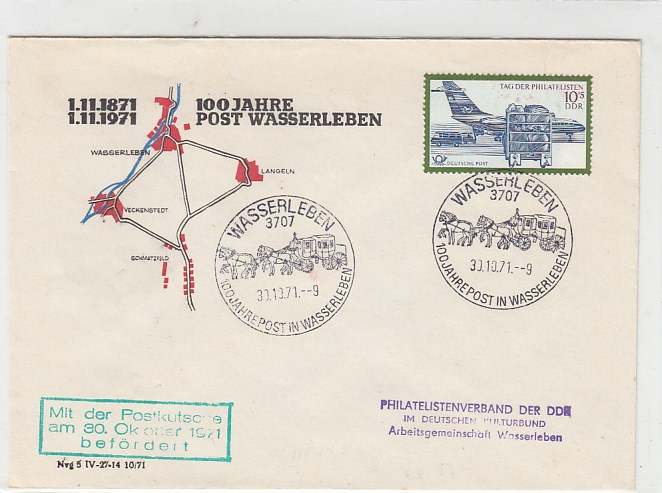 1.11.1871
1.11.1971
100 JAHRE
POST WASSERLEBEN
WASSERLEBEN
LANGELN
VECKENSTEDT
SCHMATZFELD
TAG DER PHILATELISTEN
10+5
DDR
DEUTSCHE POST
WASSERLEBEN
3707
30.10.71.--9
100 JAHRE POST IN WASSERLEBEN
WASSERLEBEN
3707
30.10.71.--9
100 JAHRE POST IN WASSERLEBEN
Mit der Postkutsche
am 30. Oktober 1971
befördert
Nvg 5 IV-27-14 10/71
PHILATELISTENVERBAND DER DDR
IM DEUTSCHEN KULTURBUND
Arbeitsgemeinschaft Wasserleben